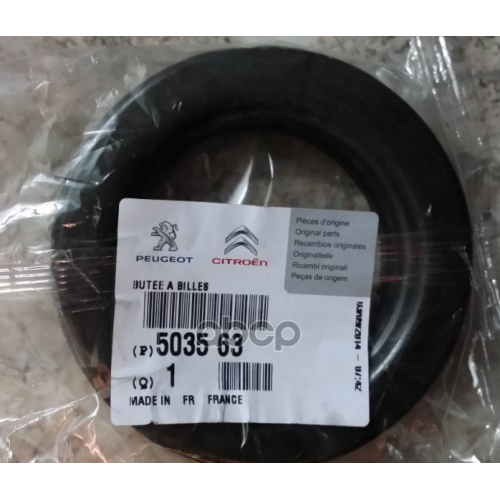 PEUGEOT
CITROËN
Pièces d'origine
Original parts
Recambios originales
Originalteile
Ricambi originali
Peças de origem
BUTEE A BILLES
(P) 5035 63
(Q) 1
MADE IN FR FRANCE